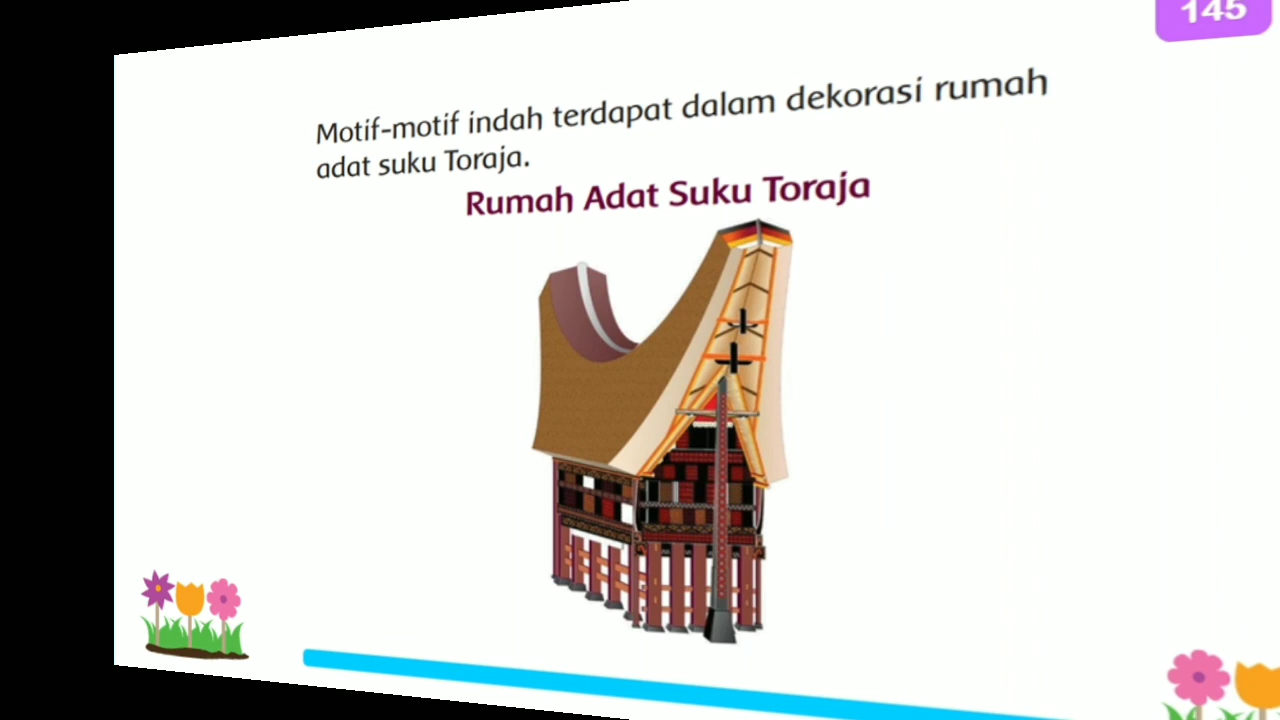 145
Motif-motif indah terdapat dalam dekorasi rumah
adat suku Toraja.
Rumah Adat Suku Toraja